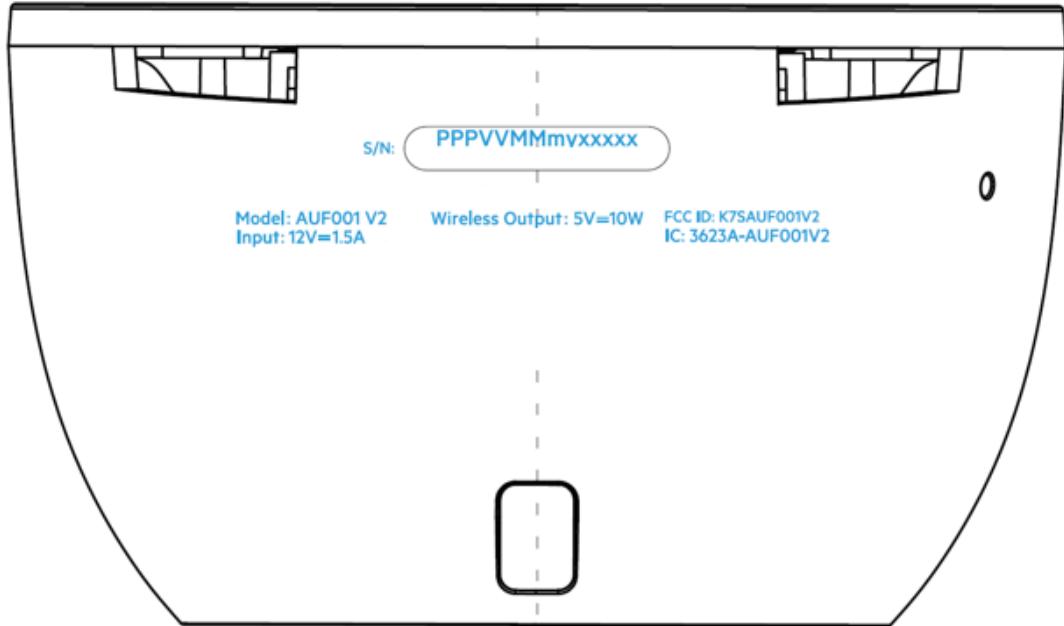 S/N: PPPVVMMmyxxxxx
Model: AUF001 V2
Input: 12V=1.5A
Wireless Output: 5V=10W
FCC ID: K7SAUF001V2
IC: 3623A-AUF001V2